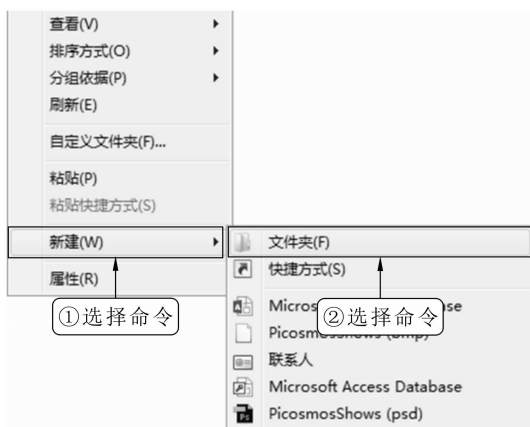 查看(V)
排序方式(O)
分组依据(P)
刷新(E)
自定义文件夹(F)...
粘贴(P)
粘贴快捷方式(S)
新建(W)
属性(R)
①选择命令
文件夹(F)
快捷方式(S)
②选择命令
Micros
se
联系人
Microsoft Access Database
PicosmosShows (psd)